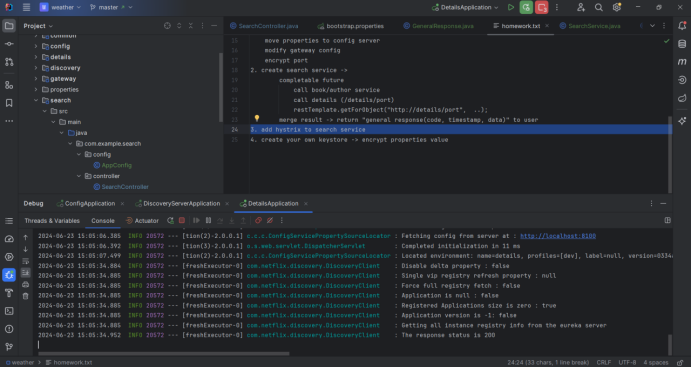 weather
master
DetailsApplication
Project
SearchController.java
bootstrap.properties
GeneralResponse.java
homework.txt
SearchService.java
common
config
details
discovery
gateway
properties
search
src
main
java
com.example.search
config
AppConfig
controller
SearchController
15 move properties to config server
16 modify gateway config
17 encrypt port
18 2. create search service ->
19 completable future
20 call book/author service
21 call details (/details/port)
22 restTemplate.getForObject("http://details/port", ..);
23 merge result -> return "general response(code, timestamp, data)" to user
24 3. add hystrix to search service
25 4. create your own keystore -> encrypt properties value
Debug
ConfigApplication
DiscoveryServerApplication
DetailsApplication
Threads & Variables
Console
Actuator
2024-06-23 15:05:06.385 INFO 20572 --- [tion(2)-2.0.0.1] c.c.c.ConfigServicePropertySourceLocator : Fetching config from server at : http://localhost:8100
2024-06-23 15:05:06.392 INFO 20572 --- [tion(3)-2.0.0.1] o.s.web.servlet.DispatcherServlet : Completed initialization in 11 ms
2024-06-23 15:05:07.499 INFO 20572 --- [tion(2)-2.0.0.1] c.c.c.ConfigServicePropertySourceLocator : Located environment: name=details, profiles=[dev], label=null, version=0334
2024-06-23 15:05:34.884 INFO 20572 --- [freshExecutor-0] com.netflix.discovery.DiscoveryClient : Disable delta property : false
2024-06-23 15:05:34.885 INFO 20572 --- [freshExecutor-0] com.netflix.discovery.DiscoveryClient : Single vip registry refresh property : null
2024-06-23 15:05:34.885 INFO 20572 --- [freshExecutor-0] com.netflix.discovery.DiscoveryClient : Force full registry fetch : false
2024-06-23 15:05:34.885 INFO 20572 --- [freshExecutor-0] com.netflix.discovery.DiscoveryClient : Application is null : false
2024-06-23 15:05:34.885 INFO 20572 --- [freshExecutor-0] com.netflix.discovery.DiscoveryClient : Registered Applications size is zero : true
2024-06-23 15:05:34.885 INFO 20572 --- [freshExecutor-0] com.netflix.discovery.DiscoveryClient : Application version is -1: false
2024-06-23 15:05:34.885 INFO 20572 --- [freshExecutor-0] com.netflix.discovery.DiscoveryClient : Getting all instance registry info from the eureka server
2024-06-23 15:05:34.952 INFO 20572 --- [freshExecutor-0] com.netflix.discovery.DiscoveryClient : The response status is 200
weather > homework.txt
24:24 (33 chars, 1 line break)
CRLF
UTF-8
4 spaces